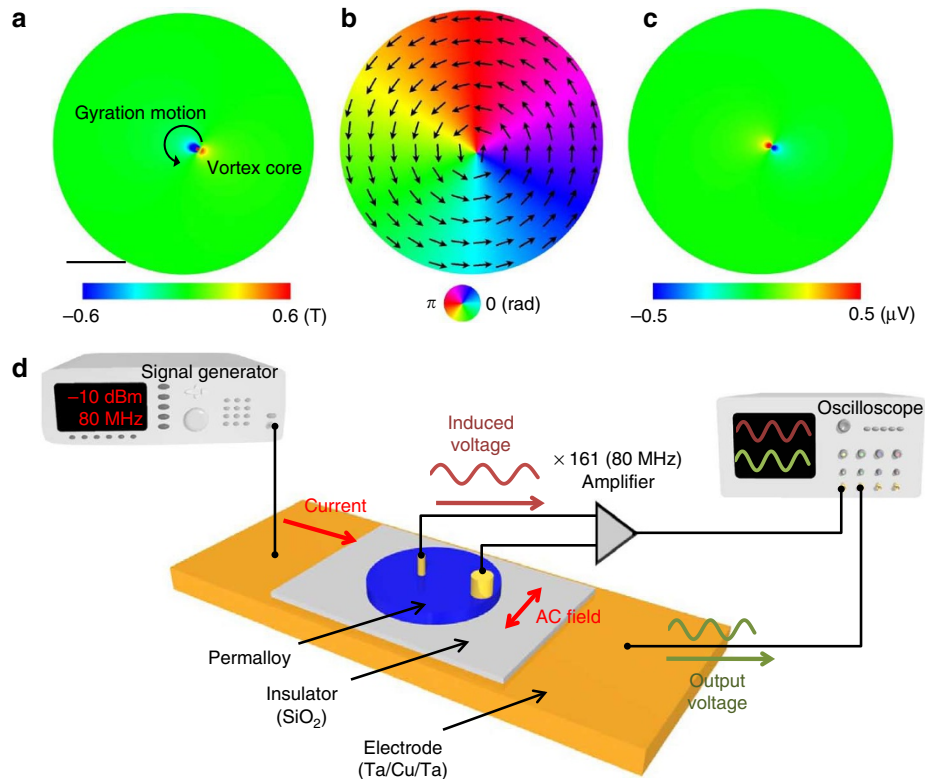 a
Gyration motion
Vortex core
−0.6
0.6 (T)
b
π
0 (rad)
c
−0.5
0.5 (μV)
d
Signal generator
−10 dBm
80 MHz
Oscilloscope
Induced
voltage
× 161 (80 MHz)
Amplifier
Current
AC field
Permalloy
Insulator
(SiO₂)
Electrode
(Ta/Cu/Ta)
Output
voltage